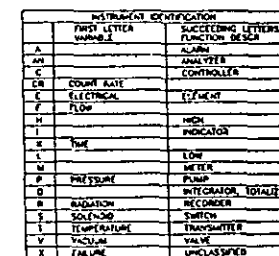 INSTRUMENT IDENTIFICATION
FIRST LETTER VARIABLE SUCCEEDING LETTERS FUNCTION DESCR
A ALARM
AN ANALYZER
C CONTROLLER
CR COUNT RATE
E ELECTRICAL ELEMENT
F FLOW
H HIGH
I INDICATOR
K TIME
L LOW
M METER
P PRESSURE PUMP
Q INTEGRATOR, TOTALIZ
R RADIATION RECORDER
S SOLENOID SWITCH
T TEMPERATURE TRANSMITTER
V VACUUM VALVE
X FAILURE UNCLASSIFIED